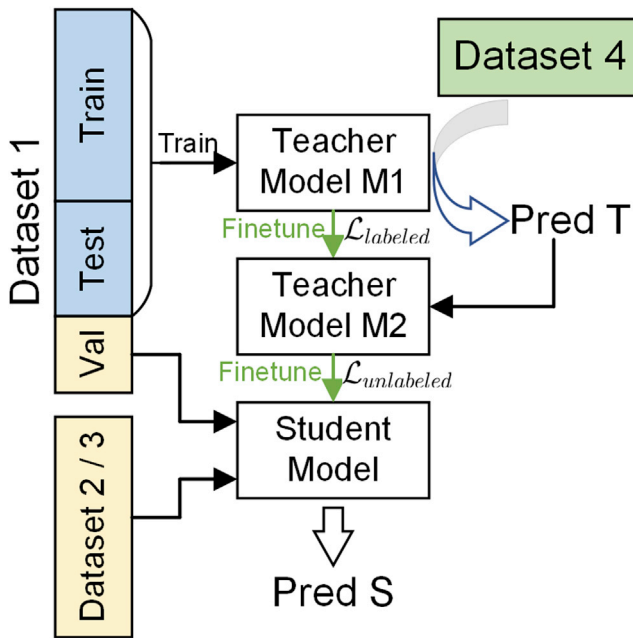 Dataset 1
Train
Test
Val
Dataset 2 / 3
Train
Dataset 4
Teacher
Model M1
Pred T
Finetune
ℒlabeled
Teacher
Model M2
Finetune
ℒunlabeled
Student
Model
Pred S